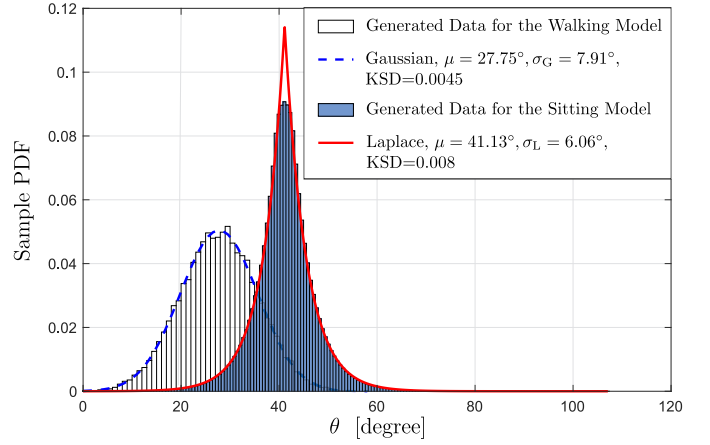 0.12
0.1
0.08
0.06
0.04
0.02
0
Sample PDF
0 20 40 60 80 100 120
θ [degree]
Generated Data for the Walking Model
Gaussian, μ = 27.75°, σG = 7.91°,
KSD=0.0045
Generated Data for the Sitting Model
Laplace, μ = 41.13°, σL = 6.06°,
KSD=0.008